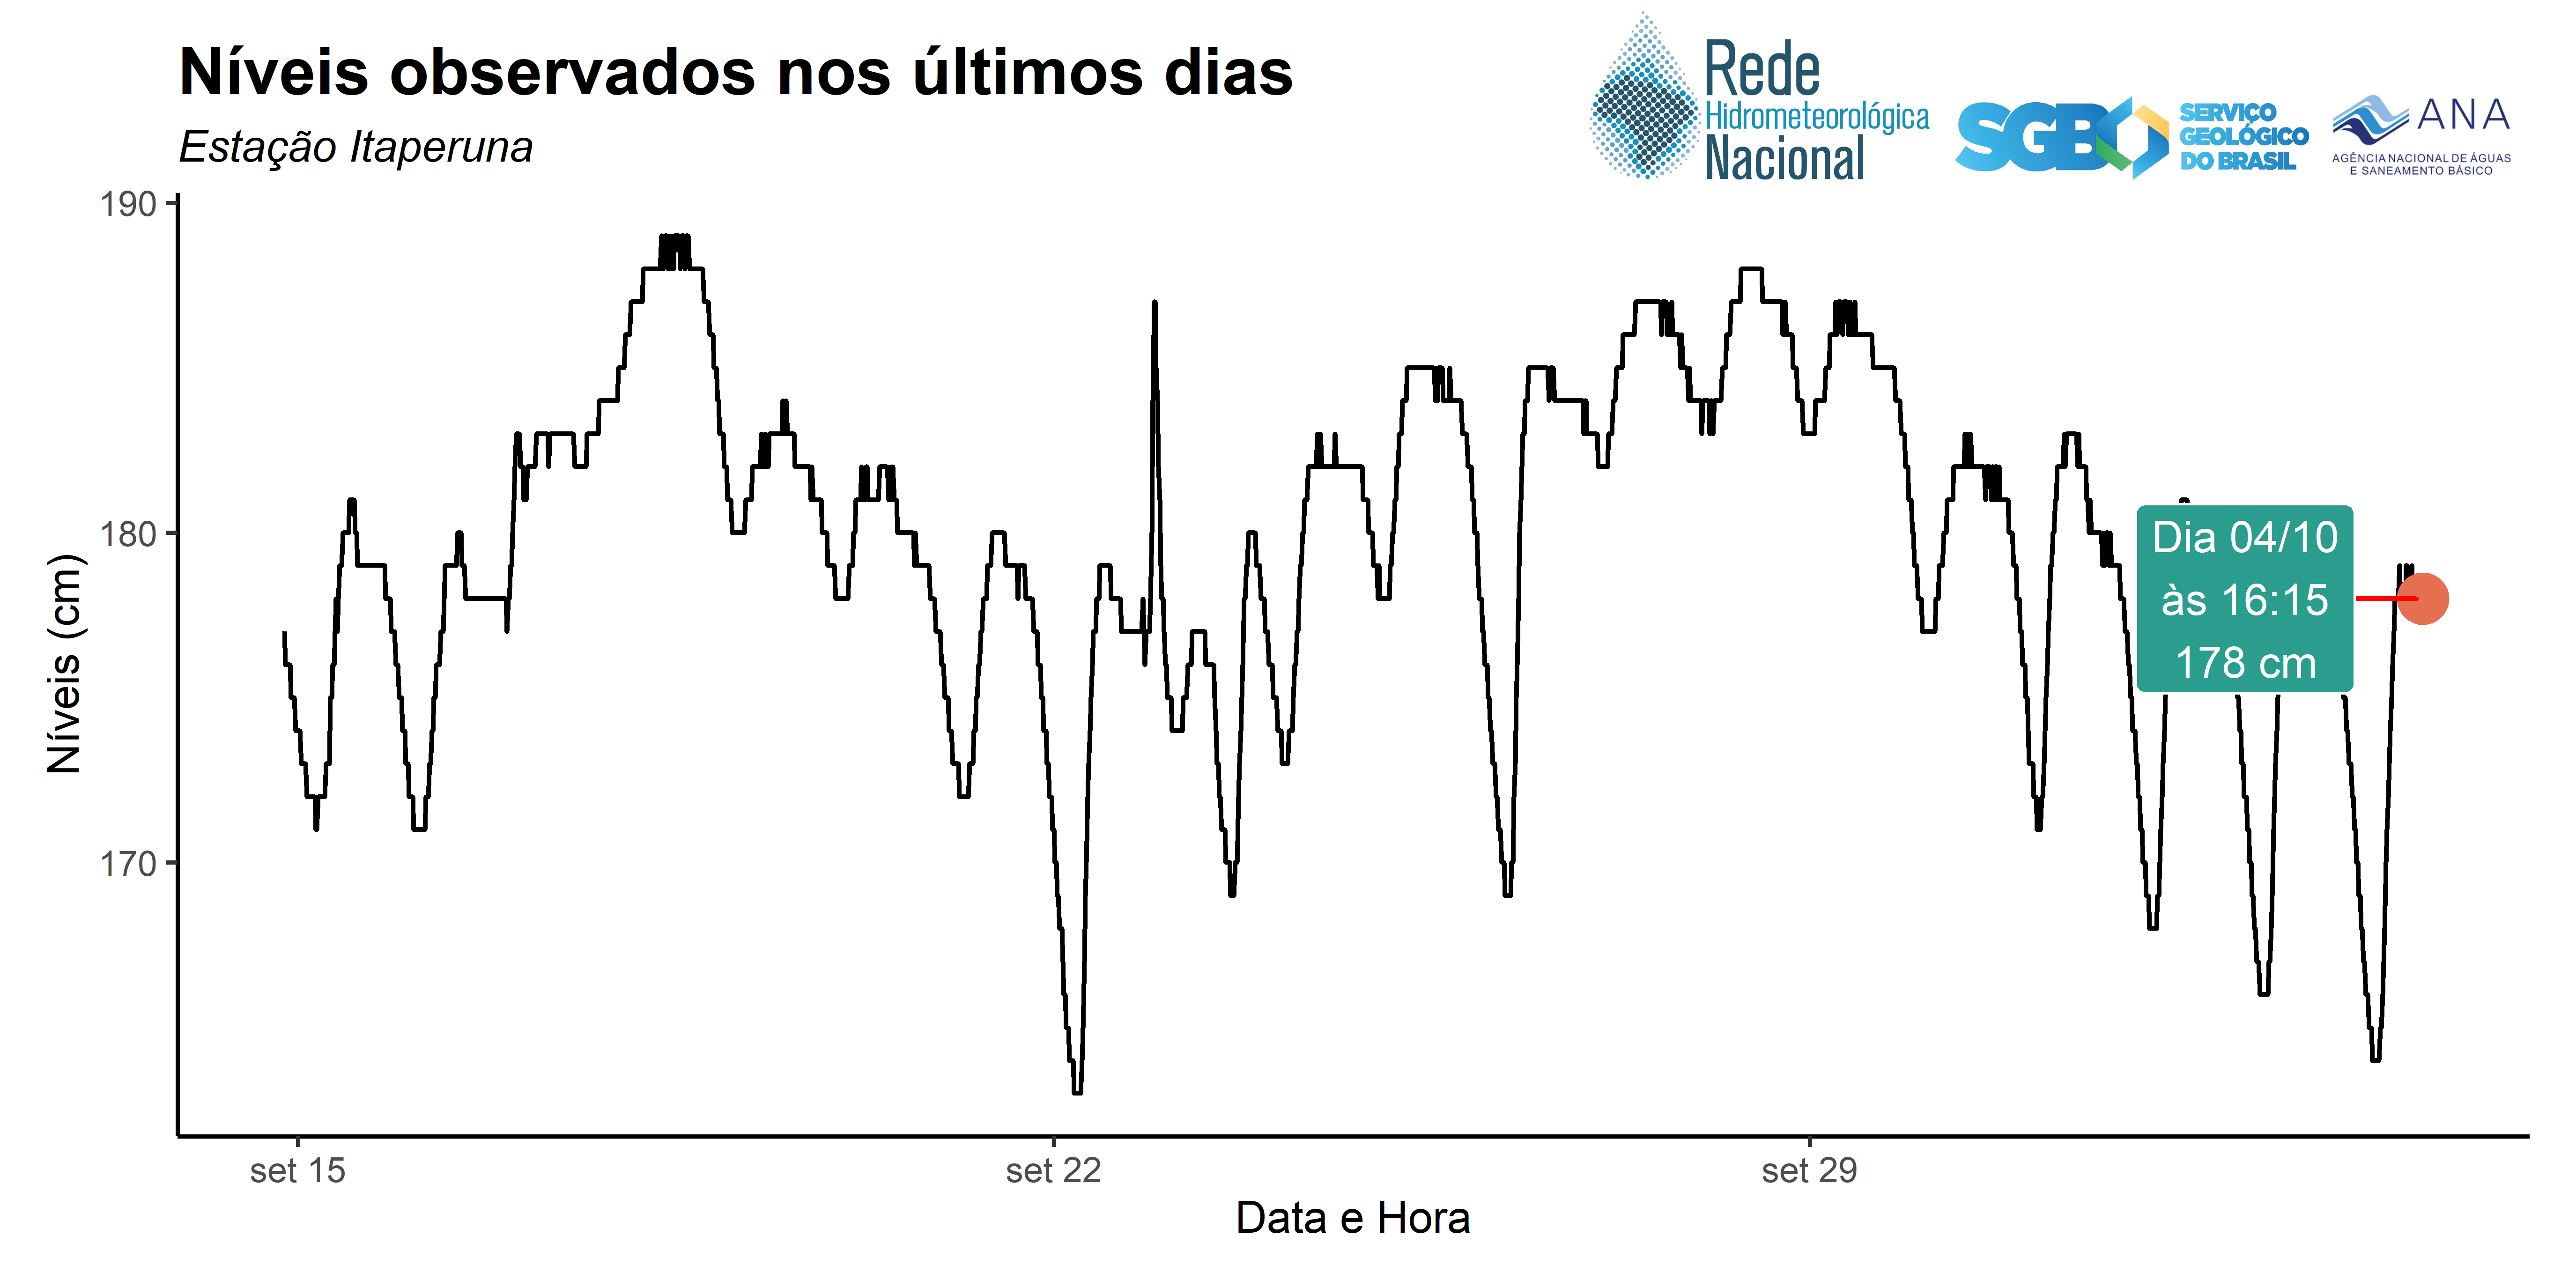 Níveis observados nos últimos dias
Estação Itaperuna
Rede
Hidrometeorológica
Nacional
SGB
SERVIÇO
GEOLÓGICO
DO BRASIL
ANA
AGÊNCIA NACIONAL DE ÁGUAS
E SANEAMENTO BÁSICO
190
180
170
Níveis (cm)
Dia 04/10
às 16:15
178 cm
set 15
set 22
set 29
Data e Hora